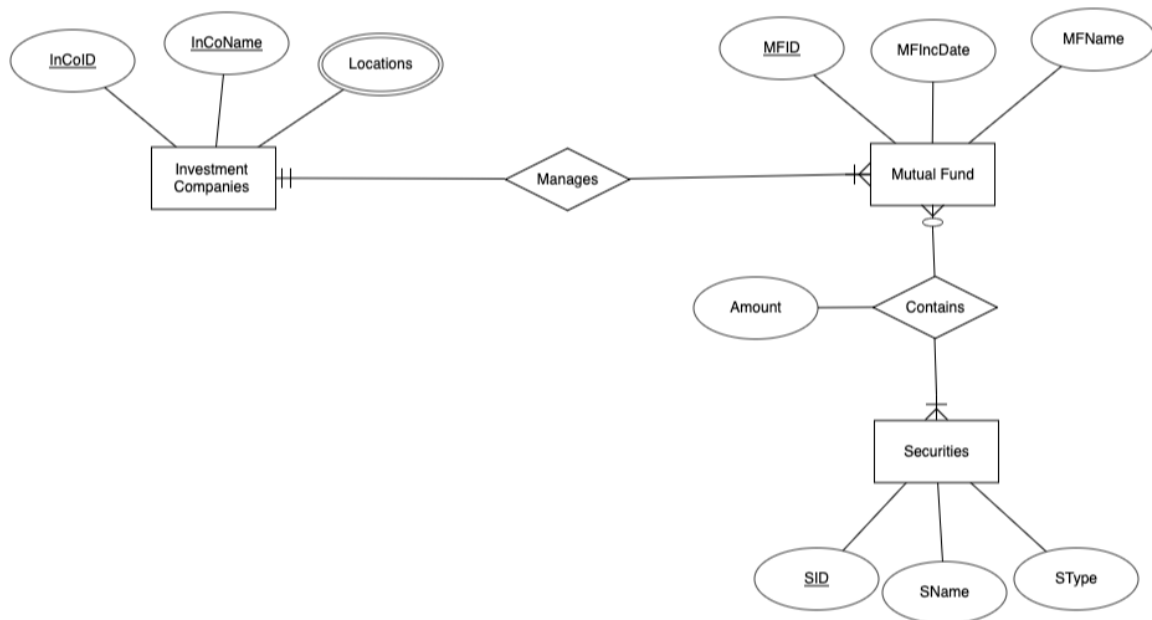 InCoID
InCoName
Locations
MFID
MFIncDate
MFName
Investment
Companies
Manages
Mutual Fund
Amount
Contains
Securities
SID
SName
SType